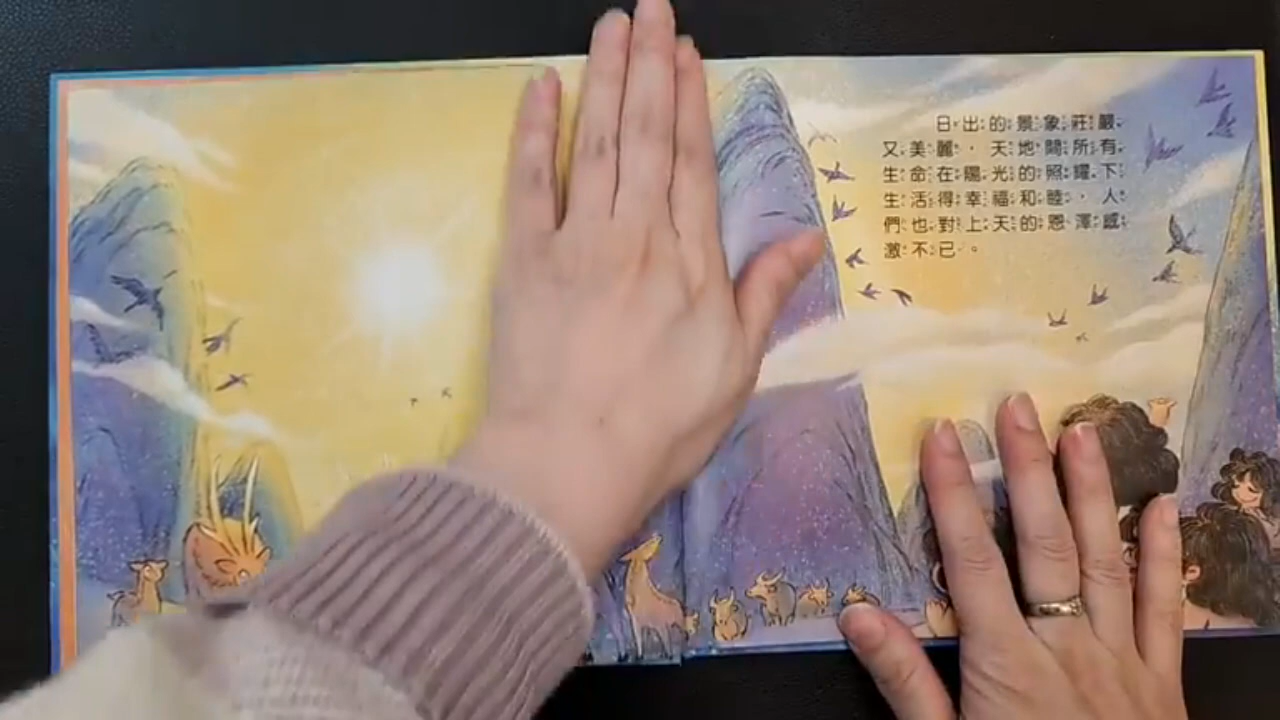 日出的景象莊嚴
又美麗，天地間所有
生命在陽光的照耀下
生活得幸福和睦，人
們也對上天的恩澤感
激不已。